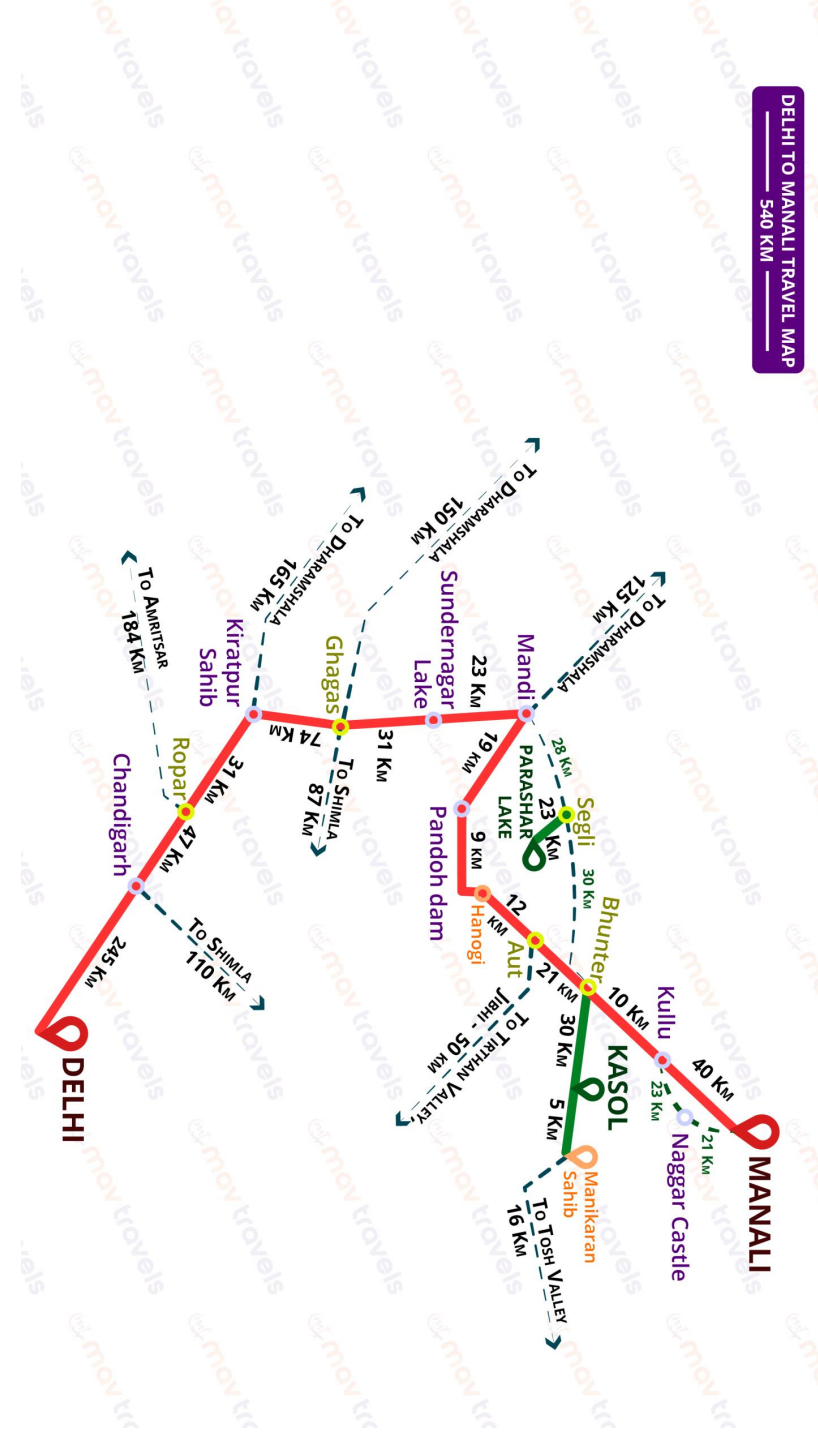 DELHI TO MANALI TRAVEL MAP
540 KM
MANALI
21 KM
40 KM
Naggar Castle
23 KM
Kullu
10 KM
KASOL
Bhunter
30 KM
5 KM
Manikaran
Sahib
To Tosh Valley
16 KM
To Dharamshala
125 KM
28 KM
Segli
30 KM
23 KM
PARASHAR
LAKE
21 KM
Aut
12 KM
To Tirthan Valley,
Jibhi - 50 KM
Mandi
19 KM
9 KM
Hanogi
Pandoh dam
23 KM
Sundernagar
Lake
To Dharamshala
150 KM
31 KM
Ghagas
To Shimla
87 KM
74 KM
To Dharamshala
165 KM
Kiratpur
Sahib
31 KM
Ropar
To Amritsar
184 KM
47 KM
Chandigarh
To Shimla
110 KM
245 KM
DELHI
mav travels